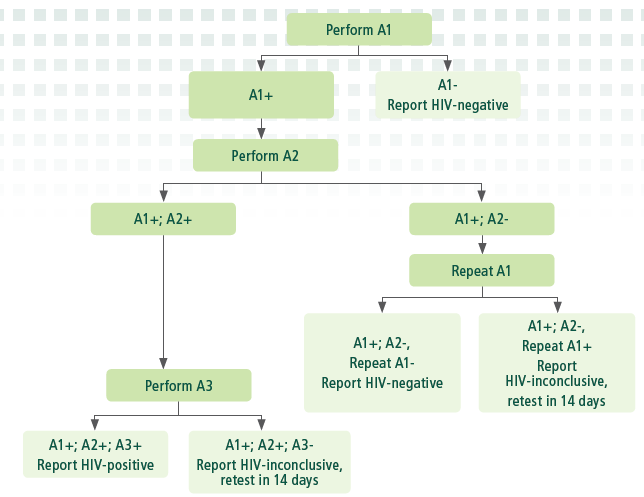 Perform A1
A1+
A1-
Report HIV-negative
Perform A2
A1+; A2+
A1+; A2-
Repeat A1
A1+; A2-,
Repeat A1-
Report HIV-negative
A1+; A2-,
Repeat A1+
Report
HIV-inconclusive,
retest in 14 days
Perform A3
A1+; A2+; A3+
Report HIV-positive
A1+; A2+; A3-
Report HIV-inconclusive,
retest in 14 days